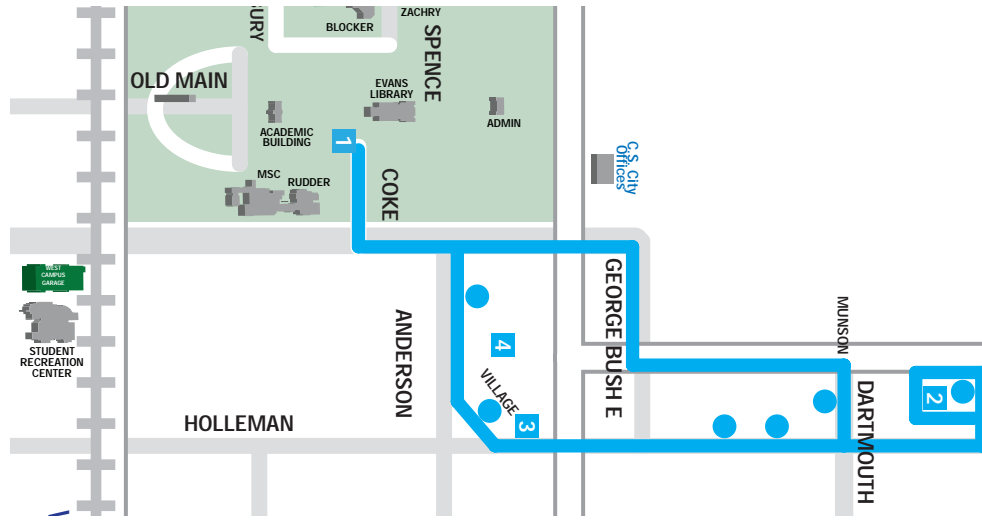 BURY
BLOCKER
ZACHRY
SPENCE
OLD MAIN
EVANS
LIBRARY
ADMIN
ACADEMIC
BUILDING
1
C.S. City
Offices
MSC
RUDDER
COKE
WEST
CAMPUS
GARAGE
STUDENT
RECREATION
CENTER
ANDERSON
GEORGE BUSH E
MUNSON
4
VILLAGE
3
HOLLEMAN
DARTMOUTH
2